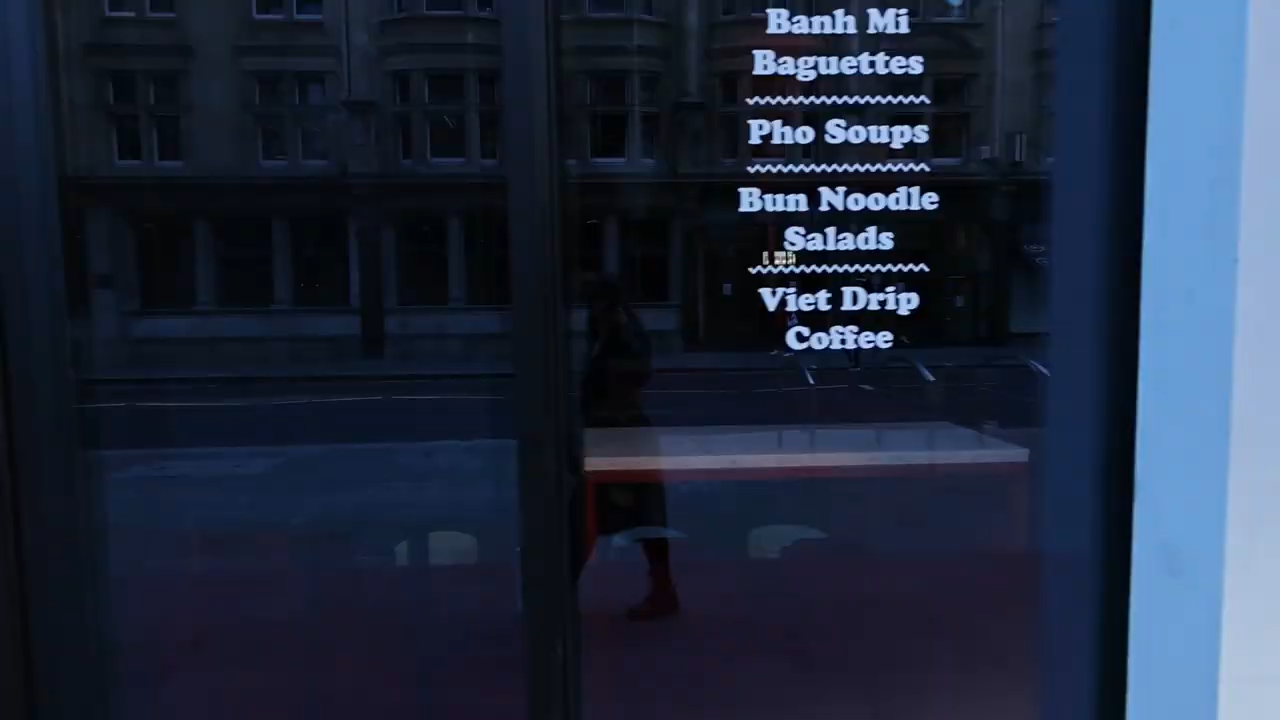 Banh Mi
Baguettes
Pho Soups
Bun Noodle
Salads
Viet Drip
Coffee